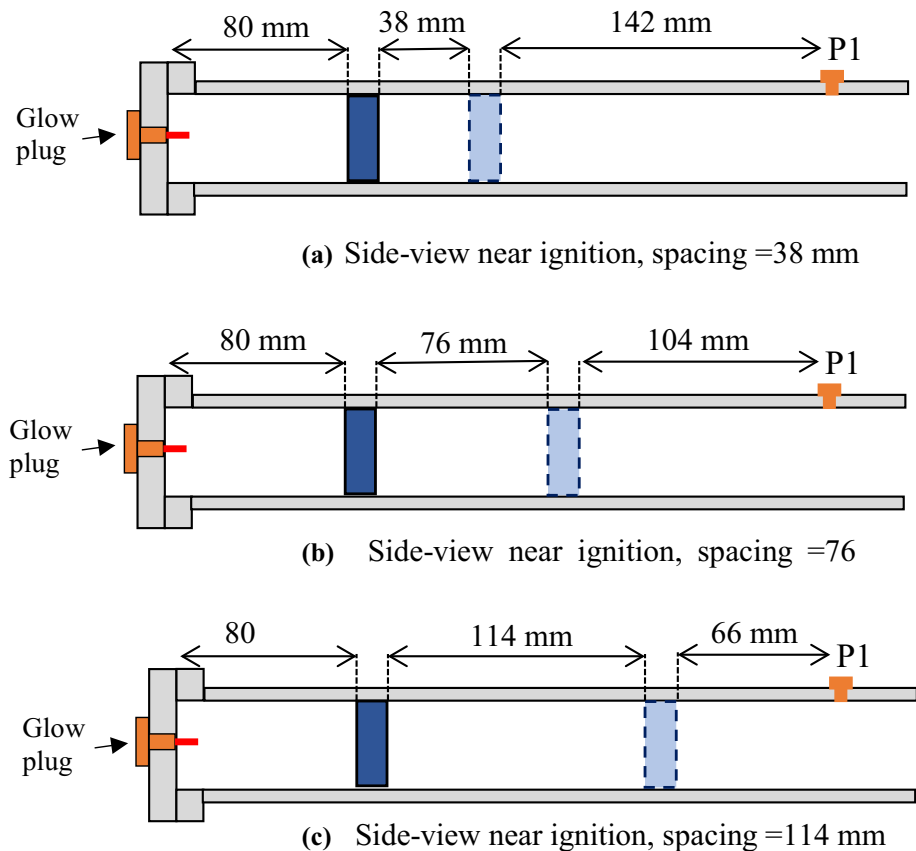 80 mm 38 mm 142 mm
P1
Glow
plug
(a) Side-view near ignition, spacing =38 mm
80 mm 76 mm 104 mm
P1
Glow
plug
(b) Side-view near ignition, spacing =76
80 114 mm 66 mm
P1
Glow
plug
(c) Side-view near ignition, spacing =114 mm